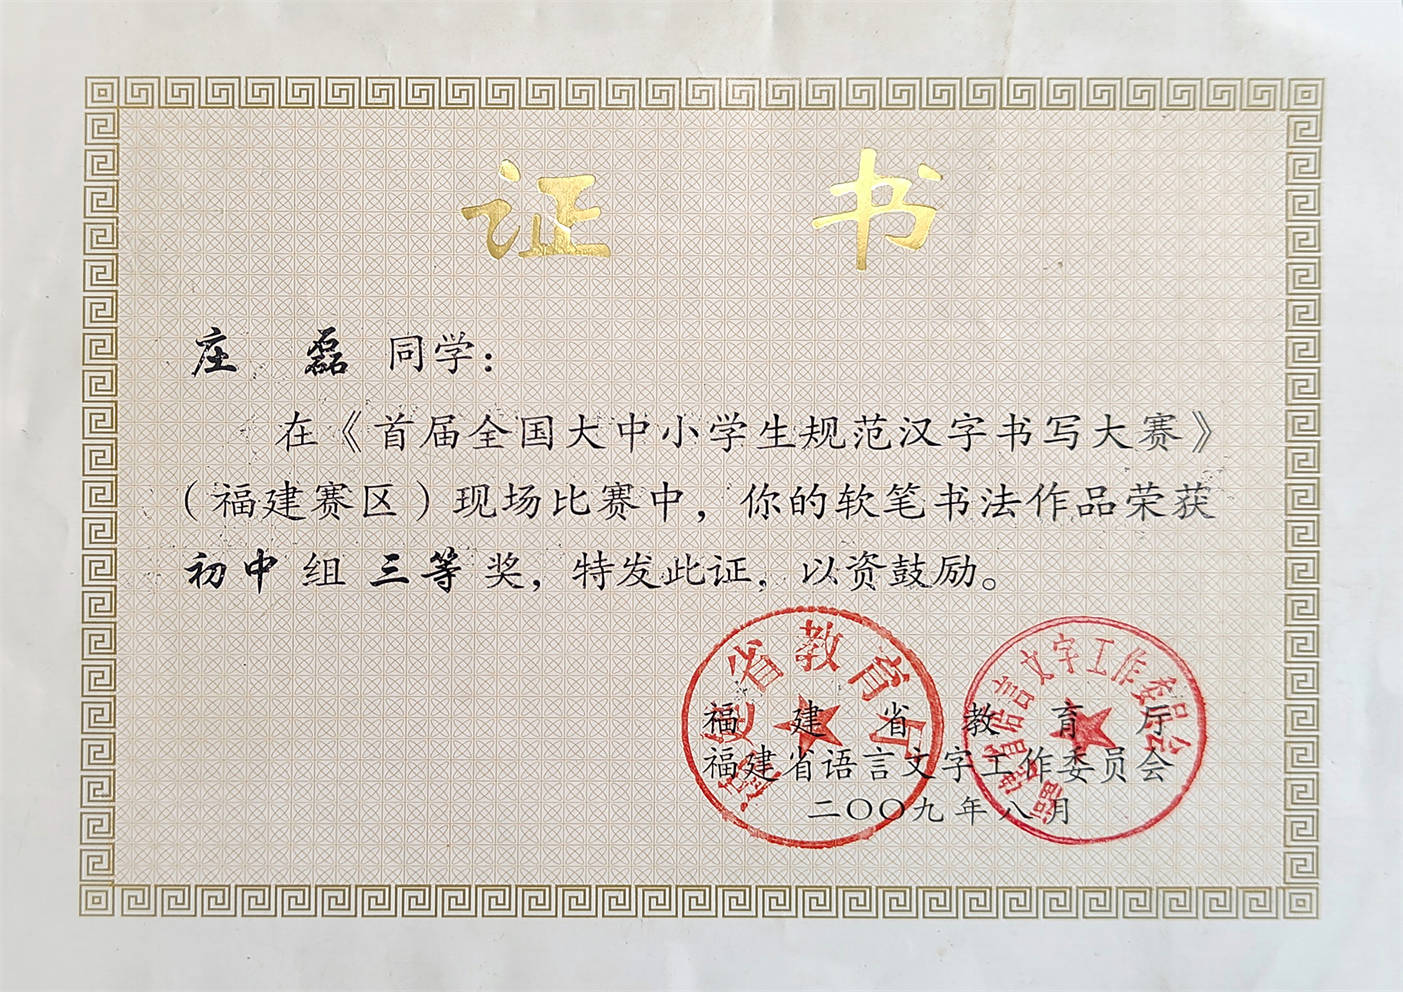 证 书
庄 磊 同学：
在《首届全国大中小学生规范汉字书写大赛》
（福建赛区）现场比赛中，你的软笔书法作品荣获
初中 组 三等 奖，特发此证，以资鼓励。
福建省教育厅
福建省语言文字工作委员会
福建省教育厅
福建省语言文字工作委员会
二〇〇九年八月